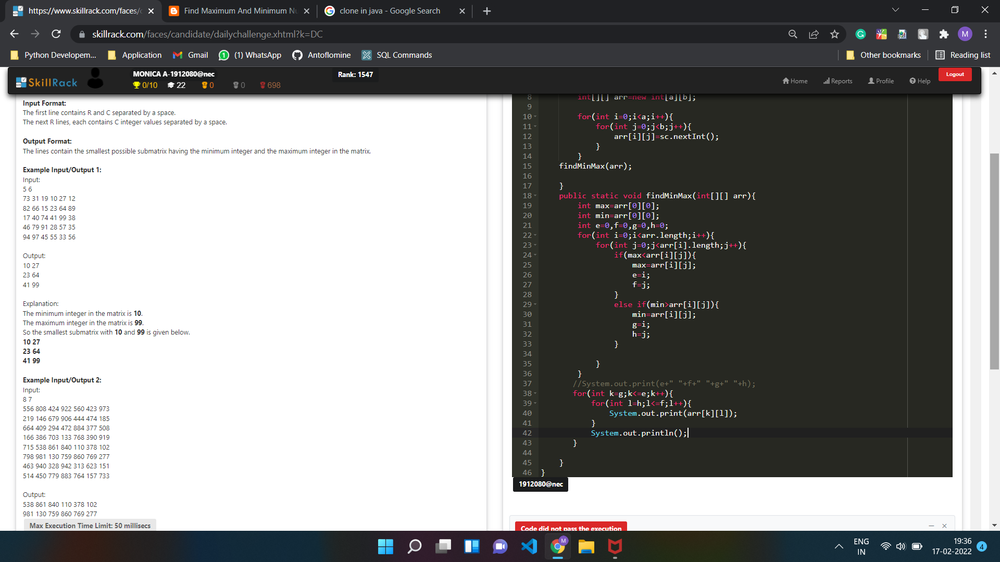 https://www.skillrack.com/faces/c
Find Maximum And Minimum Nu
clone in java - Google Search
skillrack.com/faces/candidate/dailychallenge.xhtml?k=DC
G
M
Python Developem...
Application
Gmail
(1) WhatsApp
Antoflomine
SQL Commands
Other bookmarks
Reading list
SkillRack
MONICA A-1912080@nec
0/10 22 0 0 698
Rank: 1547
Home
Reports
Profile
Help
Logout
Input Format:
The first line contains R and C separated by a space.
The next R lines, each contains C integer values separated by a space.
Output Format:
The lines contain the smallest possible submatrix having the minimum integer and the maximum integer in the matrix.
Example Input/Output 1:
Input:
5 6
73 31 19 10 27 12
82 66 15 23 64 89
17 40 74 41 99 38
46 79 91 28 57 35
94 97 45 55 33 56
Output:
10 27
23 64
41 99
Explanation:
The minimum integer in the matrix is 10.
The maximum integer in the matrix is 99.
So the smallest submatrix with 10 and 99 is given below.
10 27
23 64
41 99
Example Input/Output 2:
Input:
8 7
556 808 424 922 560 423 973
219 146 679 906 444 474 185
664 409 294 472 884 377 508
166 386 703 133 768 390 919
715 538 861 840 110 378 102
798 981 130 759 860 769 277
463 940 328 942 313 623 151
514 450 779 883 764 157 733
Output:
538 861 840 110 378 102
981 130 759 860 769 277
Max Execution Time Limit: 50 millisecs
8 int[][] arr=new int[a][b];
9
10 for(int i=0;i<a;i++){
11 for(int j=0;j<b;j++){
12 arr[i][j]=sc.nextInt();
13 }
14 }
15 findMinMax(arr);
16
17 }
18 public static void findMinMax(int[][] arr){
19 int max=arr[0][0];
20 int min=arr[0][0];
21 int e=0,f=0,g=0,h=0;
22 for(int i=0;i<arr.length;i++){
23 for(int j=0;j<arr[i].length;j++){
24 if(max<arr[i][j]){
25 max=arr[i][j];
26 e=i;
27 f=j;
28 }
29 else if(min>arr[i][j]){
30 min=arr[i][j];
31 g=i;
32 h=j;
33 }
34
35 }
36 }
37 //System.out.print(e+" "+f+" "+g+" "+h);
38 for(int k=g;k<=e;k++){
39 for(int l=h;l<=f;l++){
40 System.out.print(arr[k][l]);
41 }
42 System.out.println();
43 }
44
45 }
46 }
1912080@nec
Code did not pass the execution
M
ENG
IN
19:36
17-02-2022
4